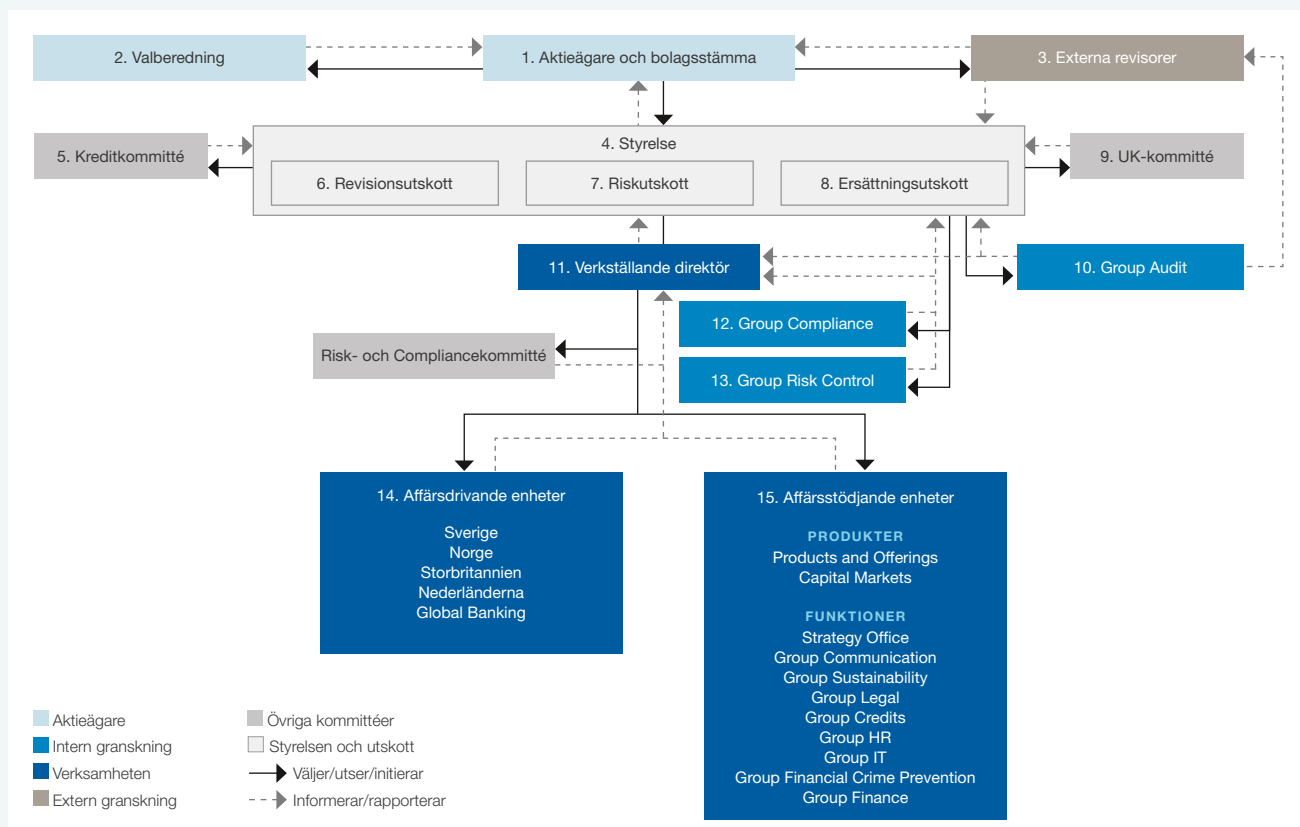 2. Valberedning
1. Aktieägare och bolagsstämma
3. Externa revisorer
4. Styrelse
5. Kreditkommitté
9. UK-kommitté
6. Revisionsutskott
7. Riskutskott
8. Ersättningsutskott
11. Verkställande direktör
10. Group Audit
12. Group Compliance
Risk- och Compliancekommitté
13. Group Risk Control
14. Affärsdrivande enheter
Sverige
Norge
Storbritannien
Nederländerna
Global Banking
15. Affärsstödjande enheter
PRODUKTER
Products and Offerings
Capital Markets
FUNKTIONER
Strategy Office
Group Communication
Group Sustainability
Group Legal
Group Credits
Group HR
Group IT
Group Financial Crime Prevention
Group Finance
Aktieägare
Intern granskning
Verksamheten
Extern granskning
Övriga kommittéer
Styrelsen och utskott
Väljer/utser/initierar
Informerar/rapporterar